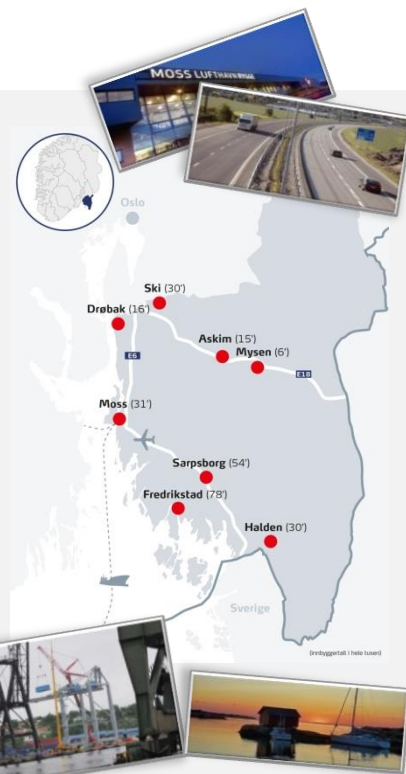 MOSS LUFTHAVN RYGGE
Oslo
Ski (30')
Drøbak (16')
Askim (15')
Mysen (6')
E6
E18
Moss (31')
Sarpsborg (54')
Fredrikstad (78')
Halden (30')
Sverige
(innbyggertall i hele tusen)